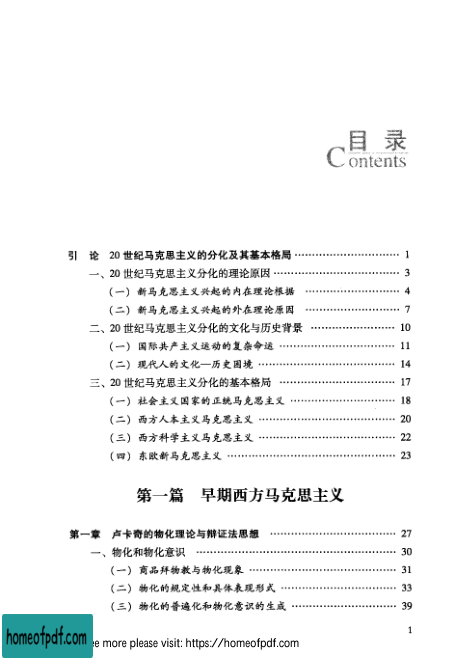 目 录
Contents
引 论 20 世纪马克思主义的分化及其基本格局 …………………………… 1
一、20 世纪马克思主义分化的理论原因 …………………………… 3
（一）新马克思主义兴起的内在理论根据 …………………………… 4
（二）新马克思主义兴起的外在理论原因 …………………………… 7
二、20 世纪马克思主义分化的文化与历史背景 …………………………… 10
（一）国际共产主义运动的复杂命运 …………………………… 11
（二）现代人的文化—历史困境 …………………………… 14
三、20 世纪马克思主义分化的基本格局 …………………………… 17
（一）社会主义国家的正统马克思主义 …………………………… 18
（二）西方人本主义马克思主义 …………………………… 20
（三）西方科学主义马克思主义 …………………………… 22
（四）东欧新马克思主义 …………………………… 23
第一篇 早期西方马克思主义
第一章 卢卡奇的物化理论与辩证法思想 …………………………… 27
一、物化和物化意识 …………………………… 30
（一）商品拜物教与物化现象 …………………………… 31
（二）物化的规定性和具体表现形式 …………………………… 33
（三）物化的普遍化和物化意识的生成 …………………………… 39
1
homeofpdf.com
ee more please visit: https://homeofpdf.com